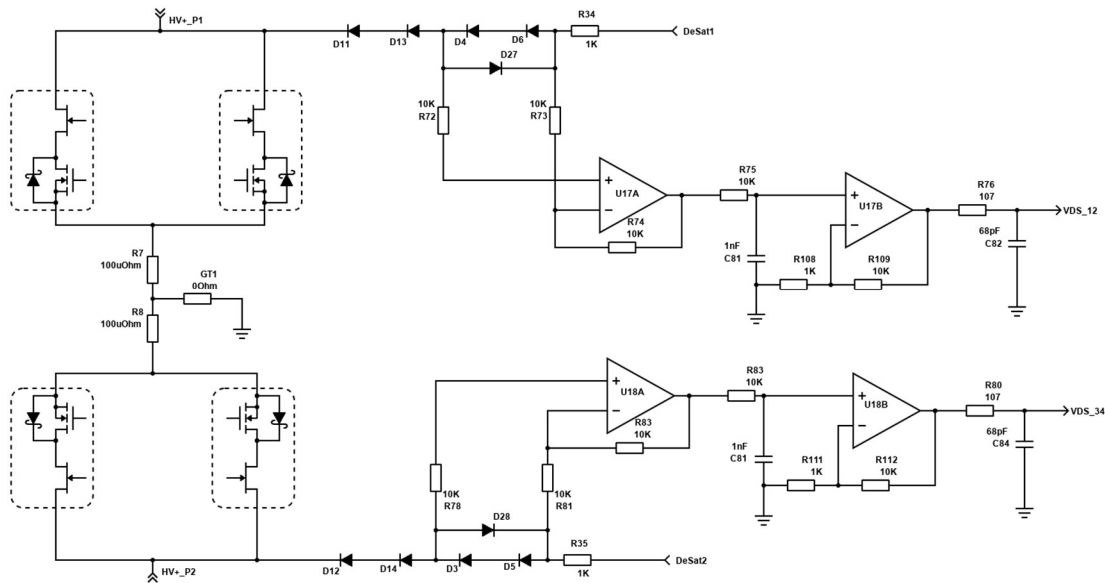 HV+_P1
D11
D13
D4
D6
R34
1K
DeSat1
D27
10K
R72
10K
R73
U17A
R74
10K
R75
10K
1nF
C81
U17B
R108
1K
R109
10K
R76
107
VDS_12
68pF
C82
R7
100uOhm
GT1
0Ohm
R8
100uOhm
U18A
R83
10K
R83
10K
1nF
C81
U18B
R111
1K
R112
10K
R80
107
VDS_34
68pF
C84
10K
R78
10K
R81
D28
R35
1K
DeSat2
D12
D14
D3
D5
HV+_P2